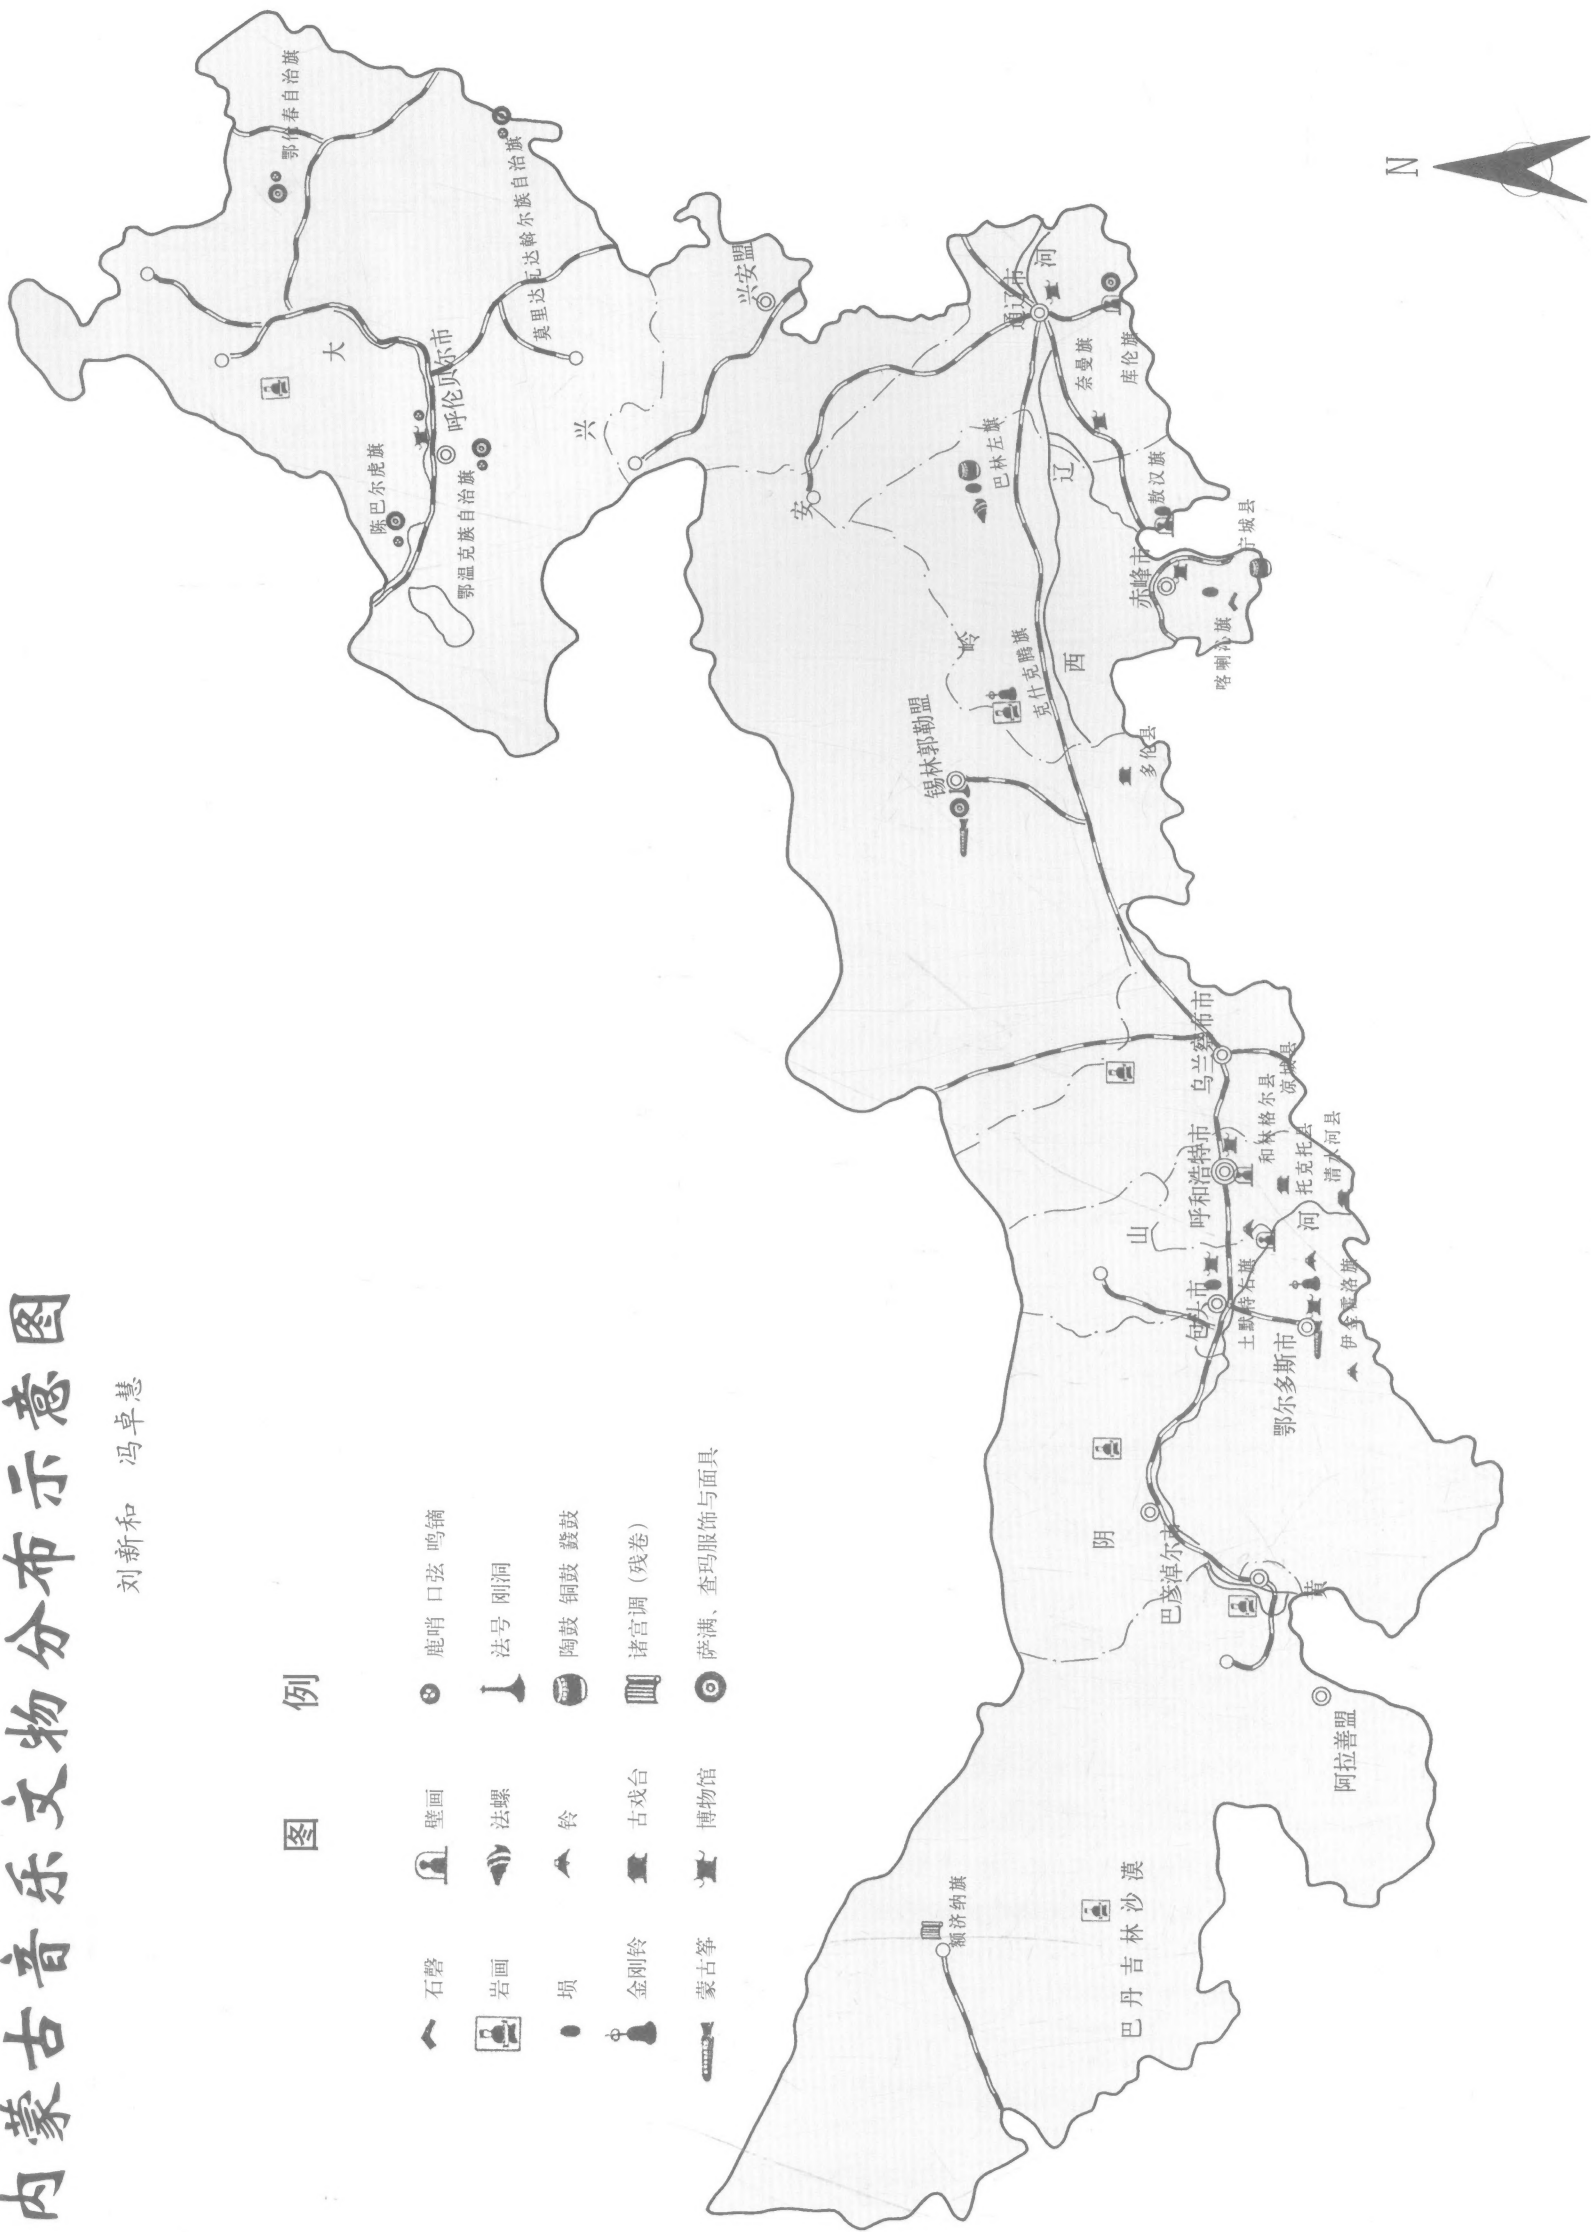 内蒙古音乐文物分布示意图
刘新和 冯卓慧
图 例
石磬
壁画
鹿哨 口弦 鸣镝
岩画
法螺
法号 刚洞
埙
铃
陶鼓 铜鼓 鼗鼓
金刚铃
古戏台
诸宫调（残卷）
蒙古筝
博物馆
萨满、查玛服饰与面具
N
鄂伦春自治旗
莫里达瓦达斡尔族自治旗
呼伦贝尔市
陈巴尔虎旗
鄂温克族自治旗
大
兴
安
岭
兴安盟
通辽市
奈曼旗
库伦旗
巴林左旗
西
辽
河
敖汉旗
赤峰市
宁城县
喀喇沁旗
克什克腾旗
锡林郭勒盟
多伦县
乌兰察布市
凉城县
和林格尔县
托克托县
清水河县
呼和浩特市
土默特右旗
包头市
伊金霍洛旗
鄂尔多斯市
阴
山
黄
河
巴彦淖尔市
阿拉善盟
额济纳旗
巴丹吉林沙漠